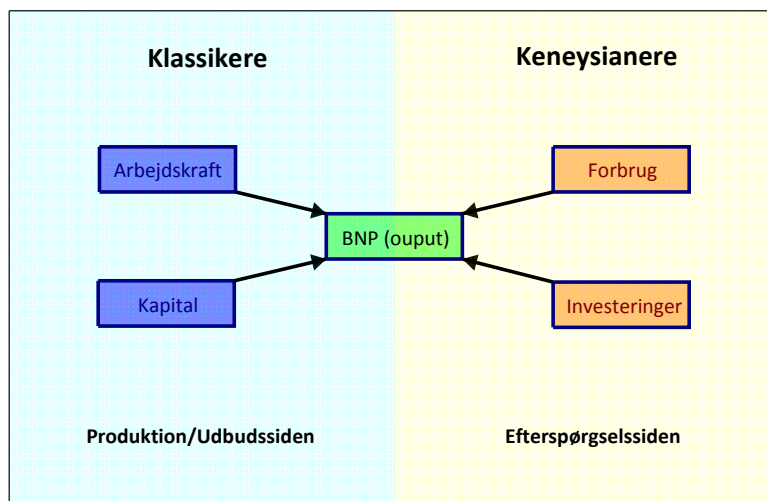 Klassikere
Keneysianere
Arbejdskraft
Forbrug
BNP (ouput)
Kapital
Investeringer
Produktion/Udbudssiden
Efterspørgselssiden